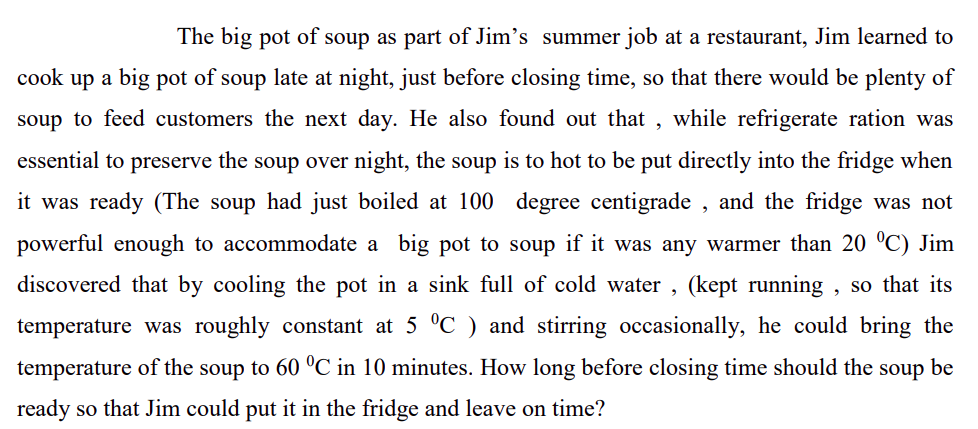 The big pot of soup as part of Jim’s summer job at a restaurant, Jim learned to
cook up a big pot of soup late at night, just before closing time, so that there would be plenty of
soup to feed customers the next day. He also found out that , while refrigerate ration was
essential to preserve the soup over night, the soup is to hot to be put directly into the fridge when
it was ready (The soup had just boiled at 100 degree centigrade , and the fridge was not
powerful enough to accommodate a big pot to soup if it was any warmer than 20 ⁰C) Jim
discovered that by cooling the pot in a sink full of cold water , (kept running , so that its
temperature was roughly constant at 5 ⁰C ) and stirring occasionally, he could bring the
temperature of the soup to 60 ⁰C in 10 minutes. How long before closing time should the soup be
ready so that Jim could put it in the fridge and leave on time?